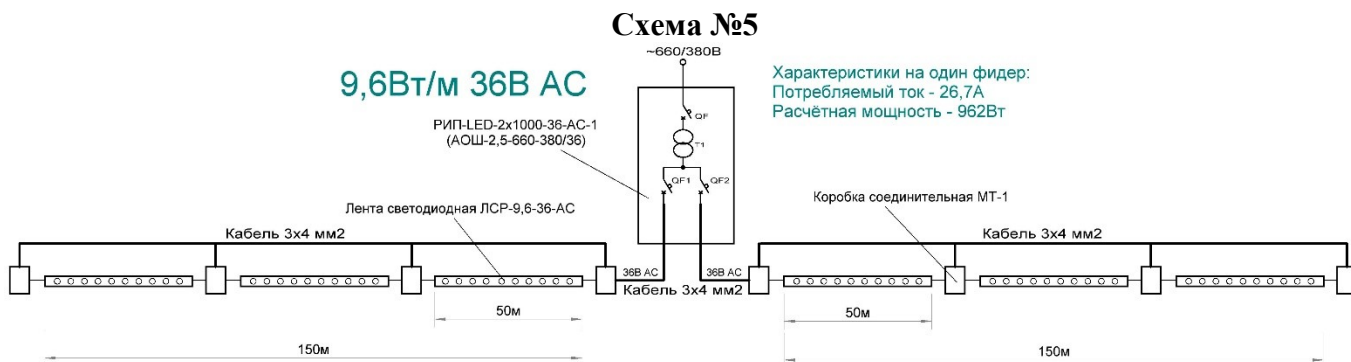 Схема №5
~660/380В
9,6Вт/м 36В AC
Характеристики на один фидер:
Потребляемый ток - 26,7А
Расчётная мощность - 962Вт
QF
РИП-LED-2x1000-36-АС-1
(АОШ-2,5-660-380/36)
T1
QF1
QF2
Лента светодиодная ЛСР-9,6-36-АС
Коробка соединительная МТ-1
Кабель 3х4 мм2
Кабель 3х4 мм2
36В АС
36В АС
Кабель 3х4 мм2
50м
50м
150м
150м